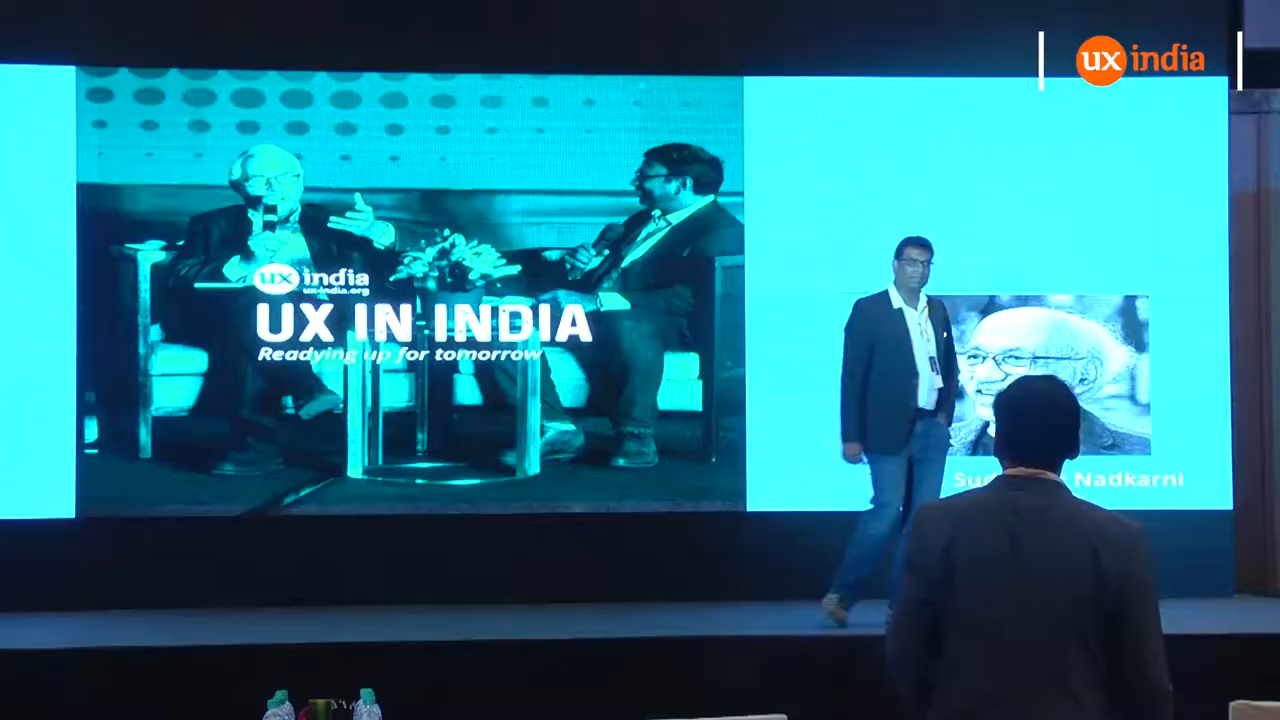 ux india
ux india
ux-india.org
UX IN INDIA
Readying up for tomorrow
Nadkarni